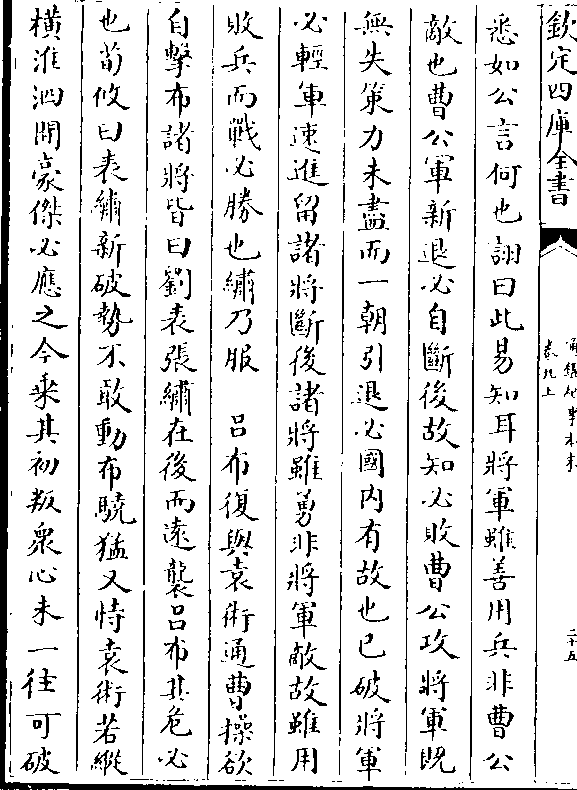 欽定四庫全書
通鑑紀事本末
卷九上
二十五
悉如公言何也詡曰此易知耳將軍雖善用兵非曹公
敵也曹公軍新退必自斷後故知必敗曹公攻將軍既
無失策力未盡而一朝引退必國内有故也已破將軍
必輕軍速進留諸將斷後諸將雖勇非將軍敵故雖用
敗兵而戰必勝也繡乃服　吕布復與袁術通曹操欲
自擊布諸將皆曰劉表張繡在後而遠襲吕布其危必
也荀攸曰表繡新破勢不敢動布驍猛又恃袁術若縱
横淮泗間豪傑必應之今乗其初叛衆心未一往可破